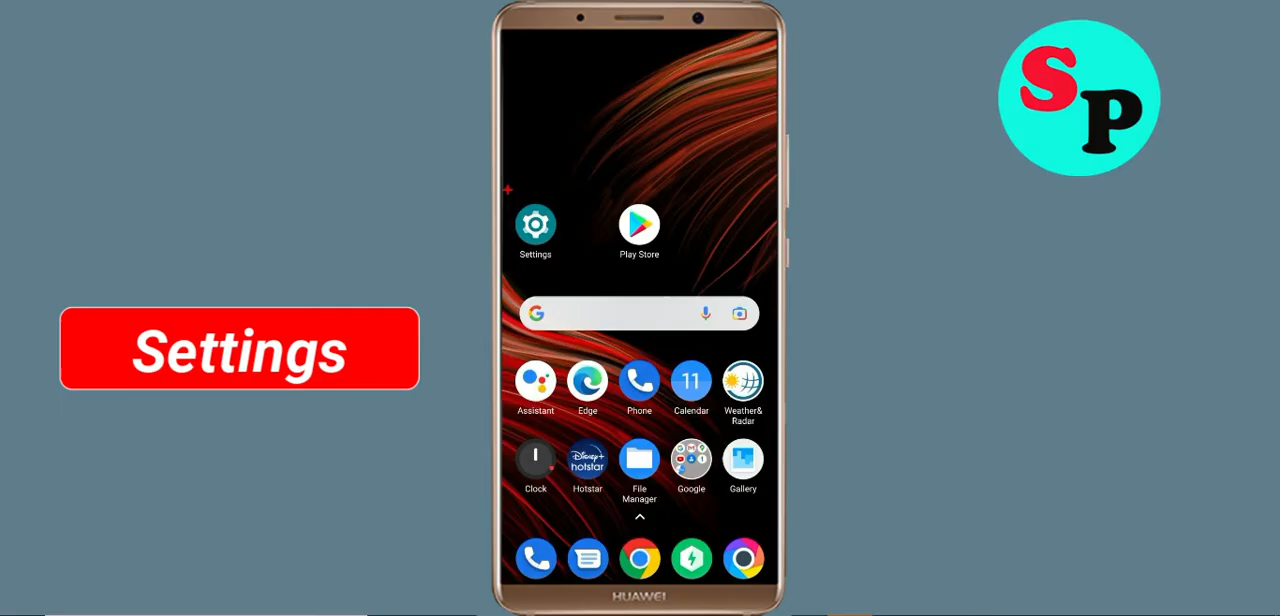 SP
Settings
Settings
Play Store
G
Assistant
Edge
Phone
11
Calendar
Weather&
Radar
Disney+
hotstar
Clock
Hotstar
File
Manager
Google
Gallery
HUAWEI